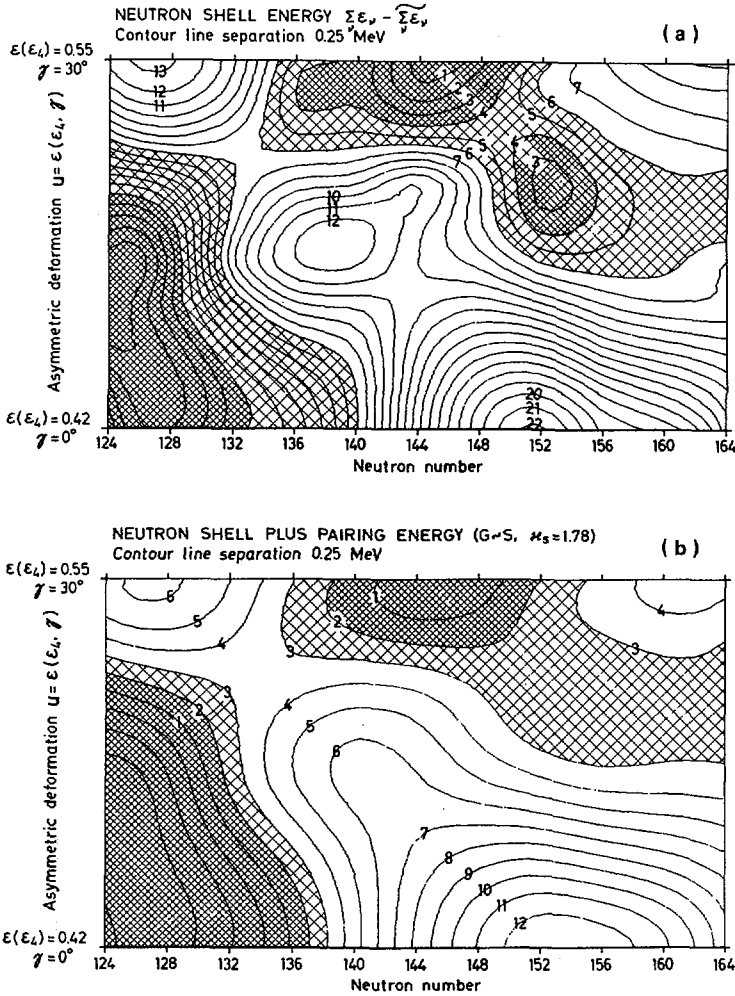 NEUTRON SHELL ENERGY Σεν - Σεν
ν ν
Contour line separation 0.25 MeV
(a)
ε(ε4) = 0.55
γ = 30°
13
12
11
1
2
3
4
5
6
7
4
3
5
6
7
10
11
12
Asymmetric deformation u = ε(ε4, γ)
20
21
22
ε(ε4) = 0.42
γ = 0°
124 128 132 136 140 144 148 152 156 160 164
Neutron number
NEUTRON SHELL PLUS PAIRING ENERGY (G~S, ϰs = 1.78)
Contour line separation 0.25 MeV
(b)
ε(ε4) = 0.55
γ = 30°
6
5
4
1
2
3
4
3
3
2
1
4
5
6
Asymmetric deformation u = ε(ε4, γ)
7
8
9
10
11
12
ε(ε4) = 0.42
γ = 0°
124 128 132 136 140 144 148 152 156 160 164
Neutron number